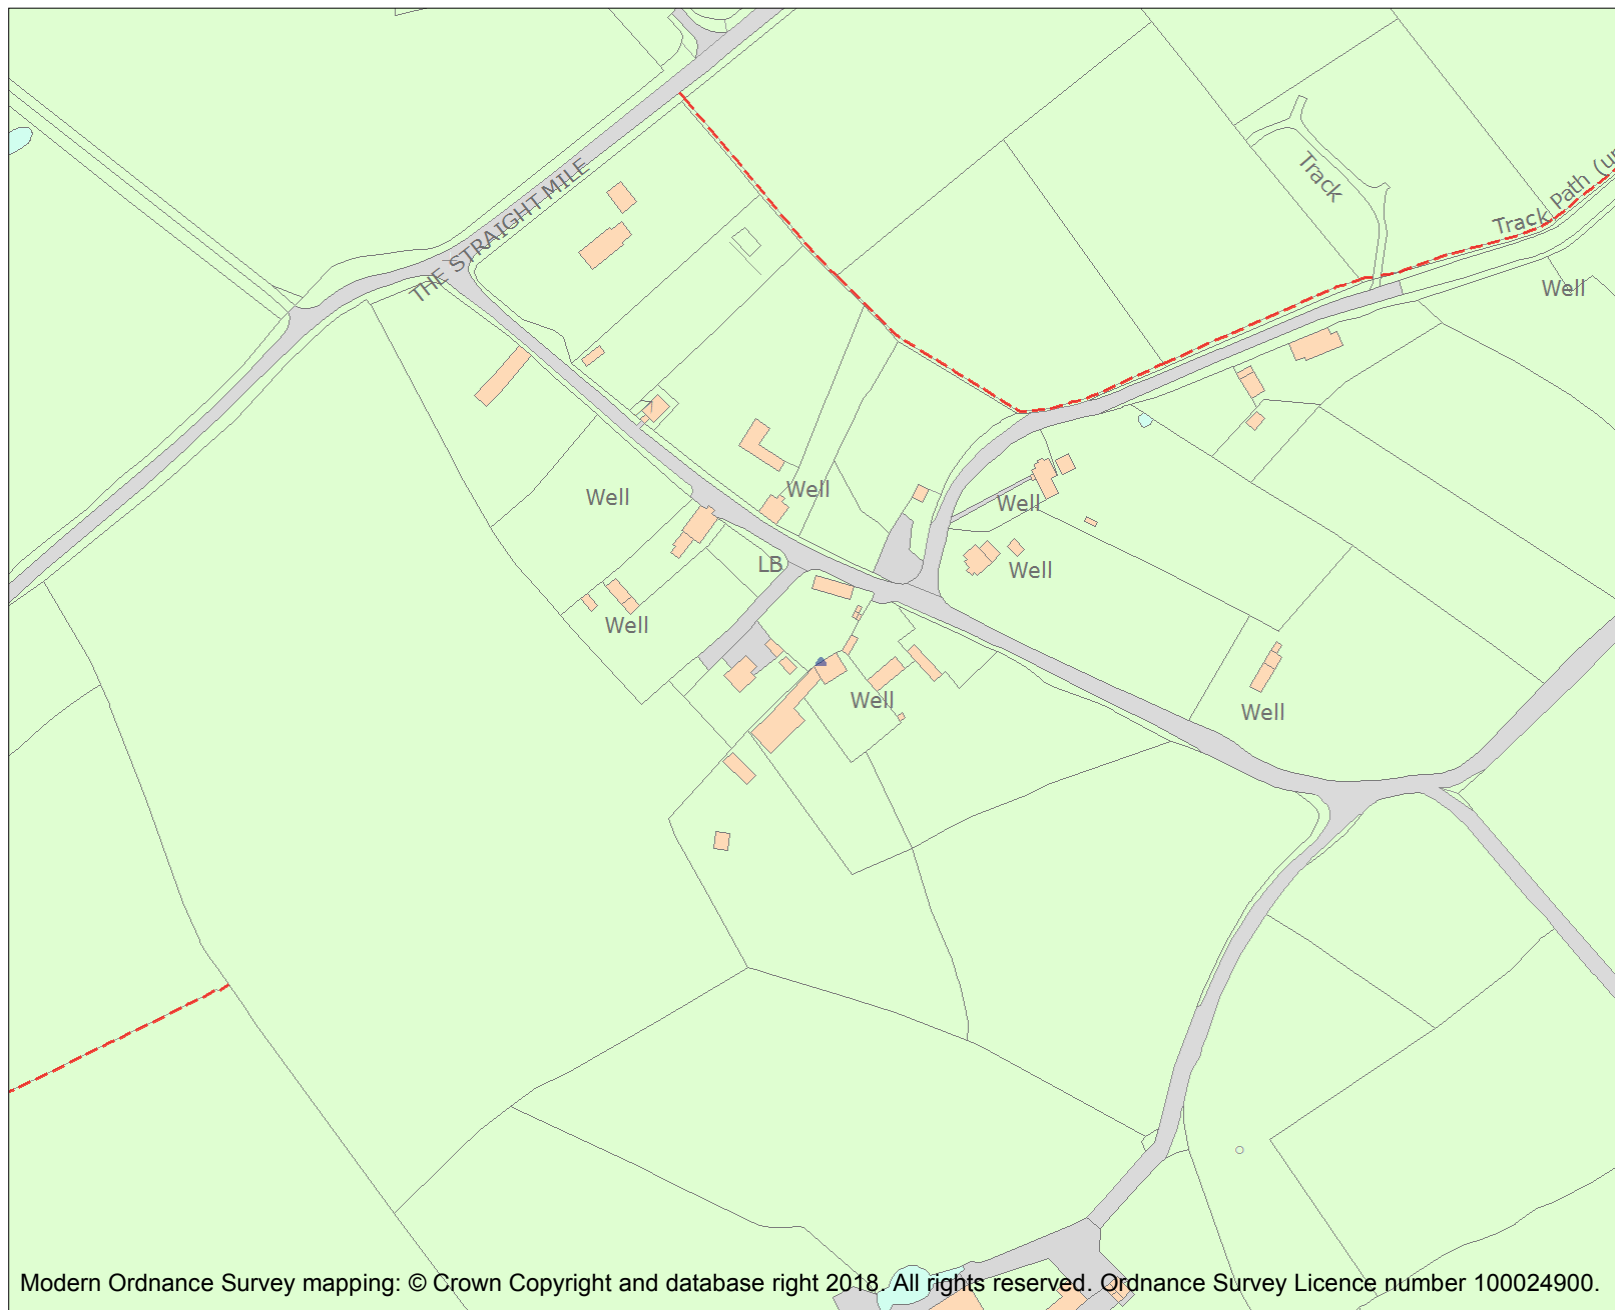 THE STRAIGHT MILE
Track
Track Path
Well
Well
Well
Well
LB
Well
Well
Well
Well
Modern Ordnance Survey mapping: © Crown Copyright and database right 2018. All rights reserved. Ordnance Survey Licence number 100024900.